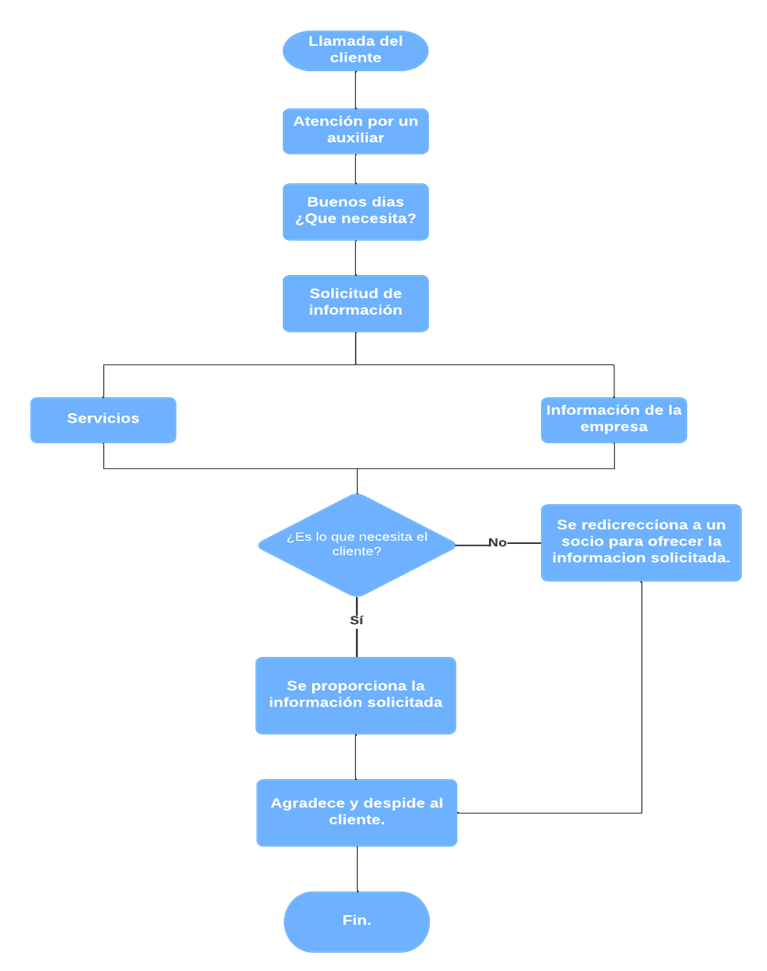 Llamada del
cliente
Atención por un
auxiliar
Buenos dias
¿Que necesita?
Solicitud de
información
Servicios
Información de la
empresa
¿Es lo que necesita el
cliente?
No
Se redicrecciona a un
socio para ofrecer la
informacion solicitada.
Sí
Se proporciona la
información solicitada
Agradece y despide al
cliente.
Fin.